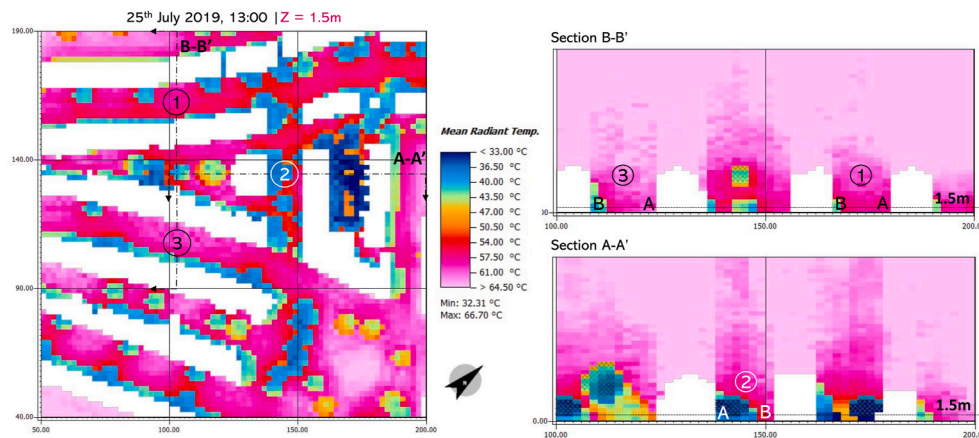 25th July 2019, 13:00 | Z = 1.5m
190.00
B-B'
1
140.00
A-A'
2
3
90.00
40.00
50.00 100.00 150.00 200.00
Mean Radiant Temp.
< 33.00 °C
36.50 °C
40.00 °C
43.50 °C
47.00 °C
50.50 °C
54.00 °C
57.50 °C
61.00 °C
> 64.50 °C
Min: 32.31 °C
Max: 66.70 °C
N
Section B-B'
3 1
B A B A 1.5m
0.00
100.00 150.00 200.0
Section A-A'
2
A B 1.5m
0.00
100.00 150.00 200.0